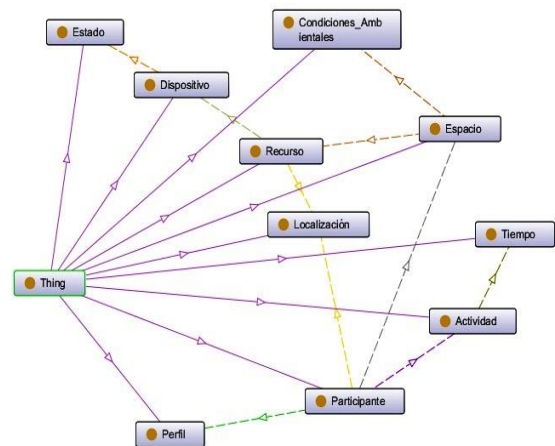 Estado
Condiciones_Amb
ientales
Dispositivo
Espacio
Recurso
Localización
Tiempo
Thing
Actividad
Participante
Perfil